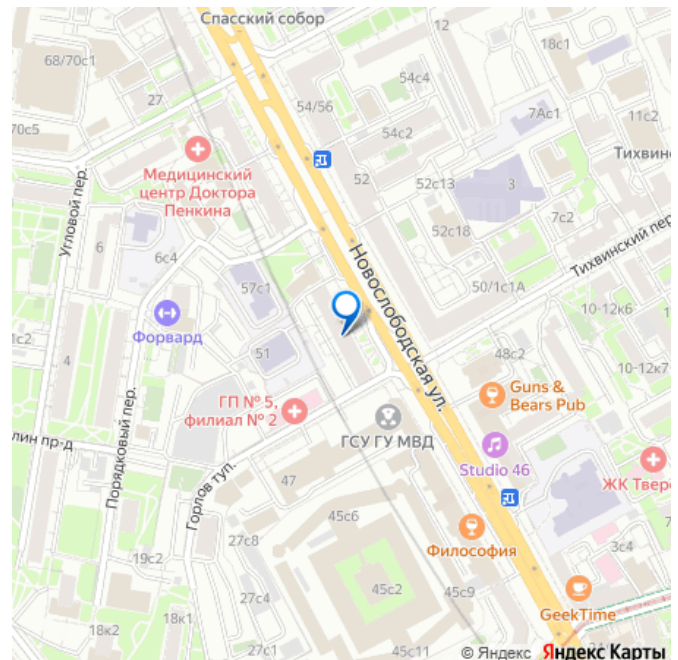 Спасский собор
12
18с1
68/70с1
54с4
27
54/56
7Ас1
11с2
70с5
54с2
Тихвинс
Медицинский
центр Доктора
Пенкина
52
52с13
3
Угловой пер.
7с2
6
6с4
52с18
Новослободская ул.
Тихвинский пер
57с1
50/1с1А
10-12к6
Форвард
1с2
4
51
48с2
10-12к7
Guns &
Bears Pub
ГП № 5,
филиал № 2
ГСУ ГУ МВД
Порядковый пер.
лин пр-д
Studio 46
ЖК Твер
Горлов туп.
47
45с6
Философия
19с2
27с8
3с4
45с2
45с9
27с4
GeekTime
18к1
18к2
45с11
© Яндекс Яндекс Карты